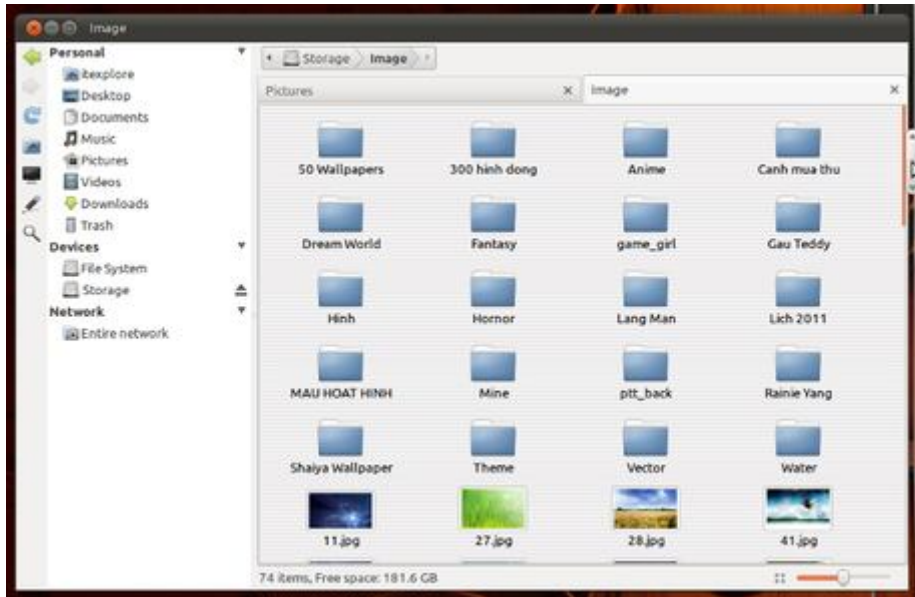 Image
Personal
itexplore
Desktop
Documents
Music
Pictures
Videos
Downloads
Trash
Devices
File System
Storage
Network
Entire network
Storage Image
Pictures Image
50 Wallpapers 300 hinh dong Anime Canh mua thu
Dream World Fantasy game_girl Gau Teddy
Hinh Hornor Lang Man Lich 2011
MAU HOAT HINH Mine ptt_back Rainie Yang
Shaiya Wallpaper Theme Vector Water
11.jpg 27.jpg 28.jpg 41.jpg
74 items, Free space: 181.6 GB